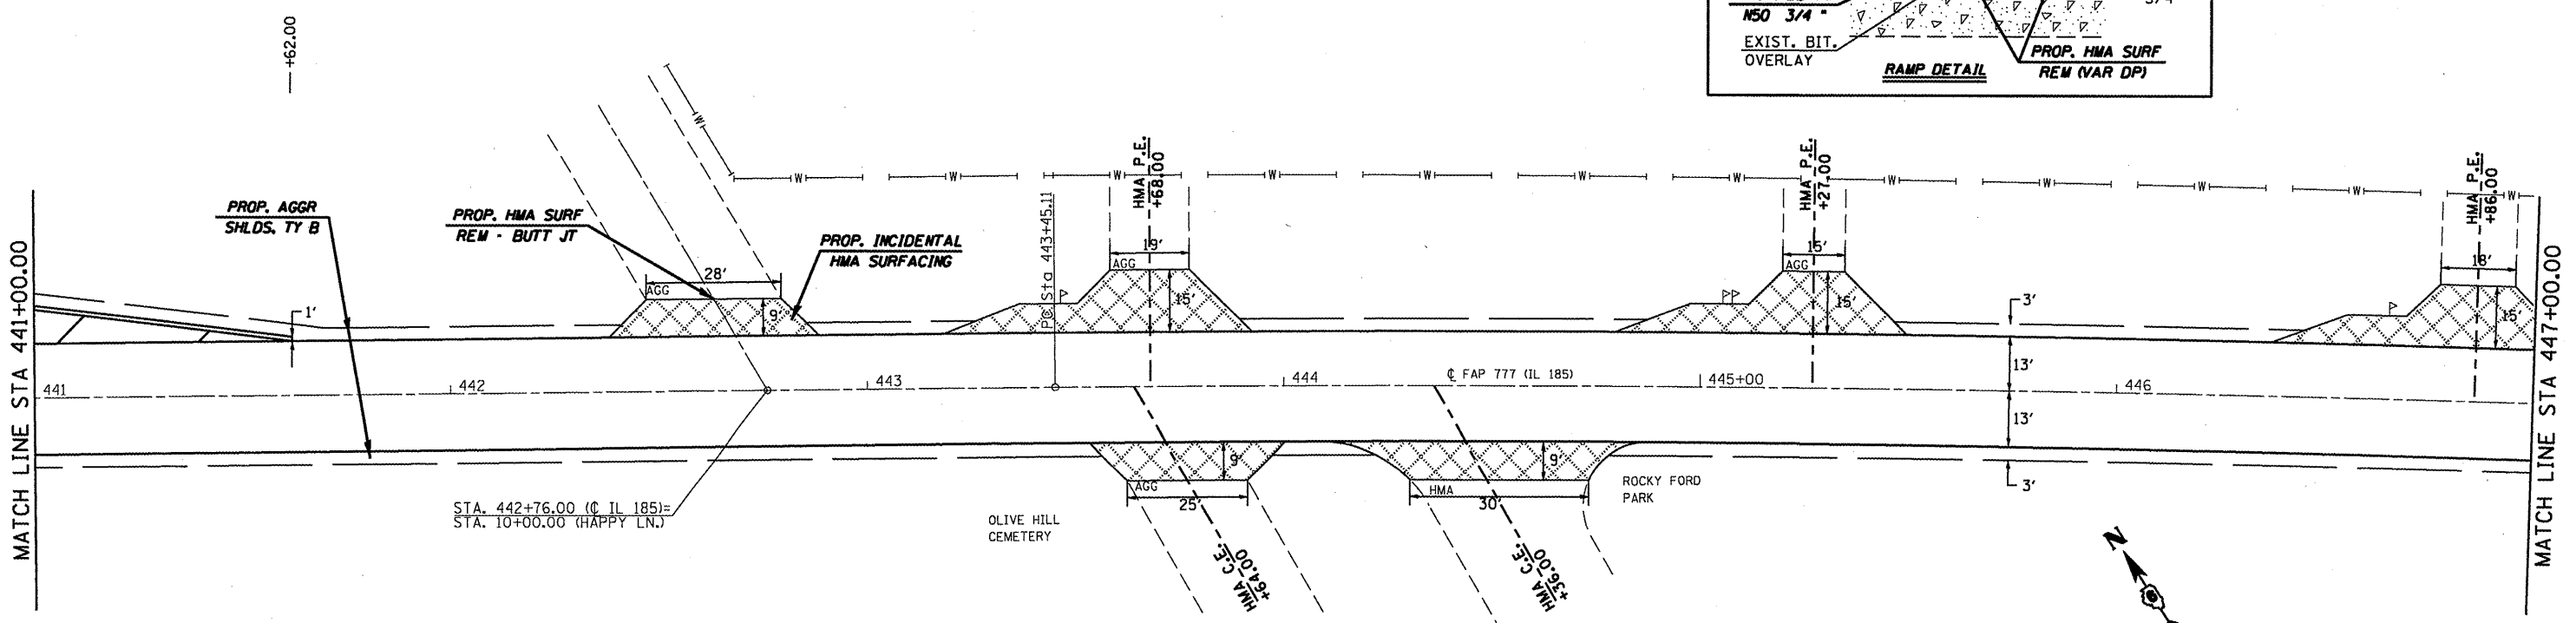 +62.00
N50 3/4 "
EXIST. BIT.
OVERLAY
RAMP DETAIL
PROP. HMA SURF
REM (VAR DP)
MATCH LINE STA 441+00.00
PROP. AGGR
SHLDS. TY B
PROP. HMA SURF
REM - BUTT JT
PROP. INCIDENTAL
HMA SURFACING
W
W
W
W
W
W
W
W
W
W
W
W
W
PC Sta 443+45.11
HMA P.E.
+68.00
HMA P.E.
+27.00
HMA P.E.
+86.00
1'
AGG
28'
9'
AGG
19'
15'
AGG
15'
15'
3'
18'
15'
441
442
443
444
℄ FAP 777 (IL 185)
445+00
446
13'
13'
3'
STA. 442+76.00 (℄ IL 185)=
STA. 10+00.00 (HAPPY LN.)
OLIVE HILL
CEMETERY
AGG
25'
9'
HMA C.E.
+64.00
HMA
30'
9'
HMA C.E.
+36.00
ROCKY FORD
PARK
N
MATCH LINE STA 447+00.00